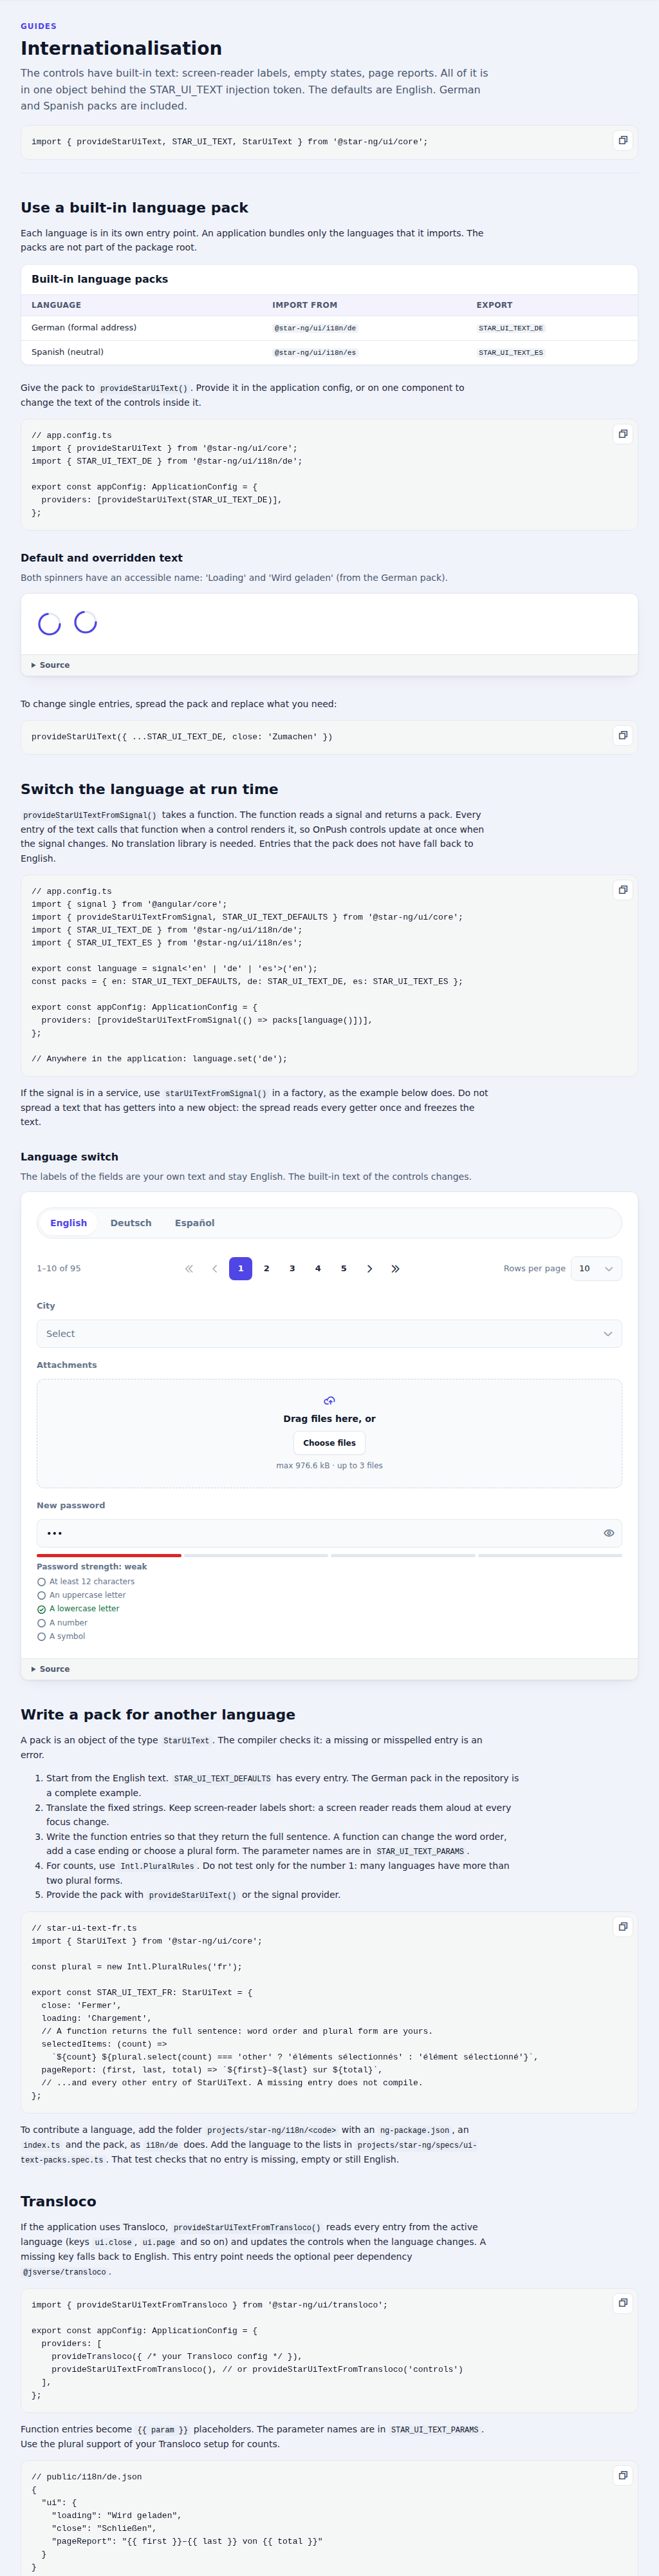 GUIDES
Internationalisation
The controls have built-in text: screen-reader labels, empty states, page reports. All of it is
in one object behind the STAR_UI_TEXT injection token. The defaults are English. German
and Spanish packs are included.
import { provideStarUiText, STAR_UI_TEXT, StarUiText } from '@star-ng/ui/core';
Use a built-in language pack
Each language is in its own entry point. An application bundles only the languages that it imports. The
packs are not part of the package root.
Built-in language packs
LANGUAGE IMPORT FROM EXPORT
German (formal address) @star-ng/ui/i18n/de STAR_UI_TEXT_DE
Spanish (neutral) @star-ng/ui/i18n/es STAR_UI_TEXT_ES
Give the pack to provideStarUiText(). Provide it in the application config, or on one component to
change the text of the controls inside it.
// app.config.ts
import { provideStarUiText } from '@star-ng/ui/core';
import { STAR_UI_TEXT_DE } from '@star-ng/ui/i18n/de';
export const appConfig: ApplicationConfig = {
  providers: [provideStarUiText(STAR_UI_TEXT_DE)],
};
Default and overridden text
Both spinners have an accessible name: 'Loading' and 'Wird geladen' (from the German pack).
Source
To change single entries, spread the pack and replace what you need:
provideStarUiText({ ...STAR_UI_TEXT_DE, close: 'Zumachen' })
Switch the language at run time
provideStarUiTextFromSignal() takes a function. The function reads a signal and returns a pack. Every
entry of the text calls that function when a control renders it, so OnPush controls update at once when
the signal changes. No translation library is needed. Entries that the pack does not have fall back to
English.
// app.config.ts
import { signal } from '@angular/core';
import { provideStarUiTextFromSignal, STAR_UI_TEXT_DEFAULTS } from '@star-ng/ui/core';
import { STAR_UI_TEXT_DE } from '@star-ng/ui/i18n/de';
import { STAR_UI_TEXT_ES } from '@star-ng/ui/i18n/es';
export const language = signal<'en' | 'de' | 'es'>('en');
const packs = { en: STAR_UI_TEXT_DEFAULTS, de: STAR_UI_TEXT_DE, es: STAR_UI_TEXT_ES };
export const appConfig: ApplicationConfig = {
  providers: [provideStarUiTextFromSignal(() => packs[language()])],
};
// Anywhere in the application: language.set('de');
If the signal is in a service, use starUiTextFromSignal() in a factory, as the example below does. Do not
spread a text that has getters into a new object: the spread reads every getter once and freezes the
text.
Language switch
The labels of the fields are your own text and stay English. The built-in text of the controls changes.
English Deutsch Español
1–10 of 95 1 2 3 4 5 Rows per page 10
City
Select
Attachments
Drag files here, or
Choose files
max 976.6 kB · up to 3 files
New password
•••
Password strength: weak
At least 12 characters
An uppercase letter
A lowercase letter
A number
A symbol
Source
Write a pack for another language
A pack is an object of the type StarUiText. The compiler checks it: a missing or misspelled entry is an
error.
1. Start from the English text. STAR_UI_TEXT_DEFAULTS has every entry. The German pack in the repository is
a complete example.
2. Translate the fixed strings. Keep screen-reader labels short: a screen reader reads them aloud at every
focus change.
3. Write the function entries so that they return the full sentence. A function can change the word order,
add a case ending or choose a plural form. The parameter names are in STAR_UI_TEXT_PARAMS.
4. For counts, use Intl.PluralRules. Do not test only for the number 1: many languages have more than
two plural forms.
5. Provide the pack with provideStarUiText() or the signal provider.
// star-ui-text-fr.ts
import { StarUiText } from '@star-ng/ui/core';
const plural = new Intl.PluralRules('fr');
export const STAR_UI_TEXT_FR: StarUiText = {
  close: 'Fermer',
  loading: 'Chargement',
  // A function returns the full sentence: word order and plural form are yours.
  selectedItems: (count) =>
    `${count} ${plural.select(count) === 'other' ? 'éléments sélectionnés' : 'élément sélectionné'}`,
  pageReport: (first, last, total) => `${first}–${last} sur ${total}`,
  // ...and every other entry of StarUiText. A missing entry does not compile.
};
To contribute a language, add the folder projects/star-ng/i18n/<code> with an ng-package.json, an
index.ts and the pack, as i18n/de does. Add the language to the lists in projects/star-ng/specs/ui-
text-packs.spec.ts. That test checks that no entry is missing, empty or still English.
Transloco
If the application uses Transloco, provideStarUiTextFromTransloco() reads every entry from the active
language (keys ui.close, ui.page and so on) and updates the controls when the language changes. A
missing key falls back to English. This entry point needs the optional peer dependency
@jsverse/transloco.
import { provideStarUiTextFromTransloco } from '@star-ng/ui/transloco';
export const appConfig: ApplicationConfig = {
  providers: [
    provideTransloco({ /* your Transloco config */ }),
    provideStarUiTextFromTransloco(), // or provideStarUiTextFromTransloco('controls')
  ],
};
Function entries become {{ param }} placeholders. The parameter names are in STAR_UI_TEXT_PARAMS.
Use the plural support of your Transloco setup for counts.
// public/i18n/de.json
{
  "ui": {
    "loading": "Wird geladen",
    "close": "Schließen",
    "pageReport": "{{ first }}–{{ last }} von {{ total }}"
  }
}